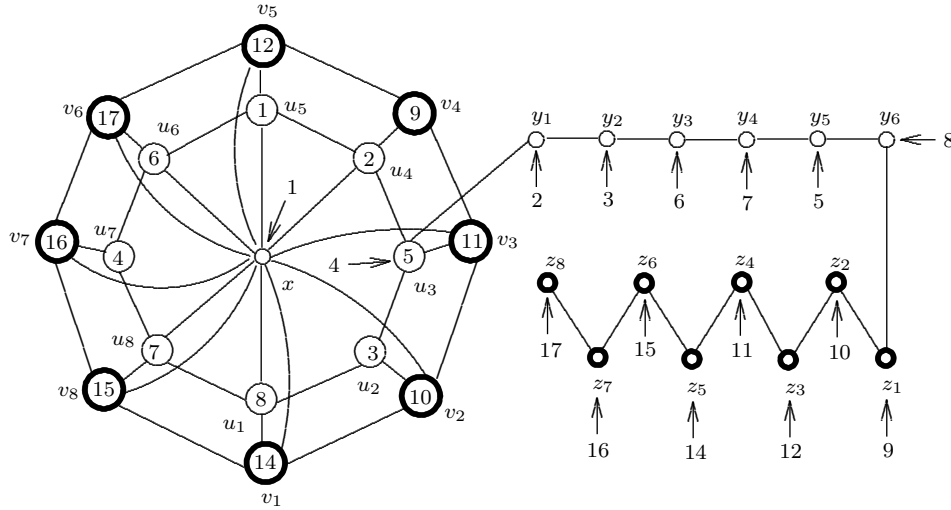 v₅
12
v₆ 17 1 u₅ 9 v₄
u₆ y₁ y₂ y₃ y₄ y₅ y₆
6 2 u₄ 8
1
2 3 6 7 5
v₇ 16 u₇ 4 5 11 v₃
4
x u₃
z₈ z₆ z₄ z₂
u₈ 7 3
17 15 11 10
v₈ 15 8 u₂ 10 v₂
z₇ z₅ z₃ z₁
u₁
16 14 12 9
14
v₁